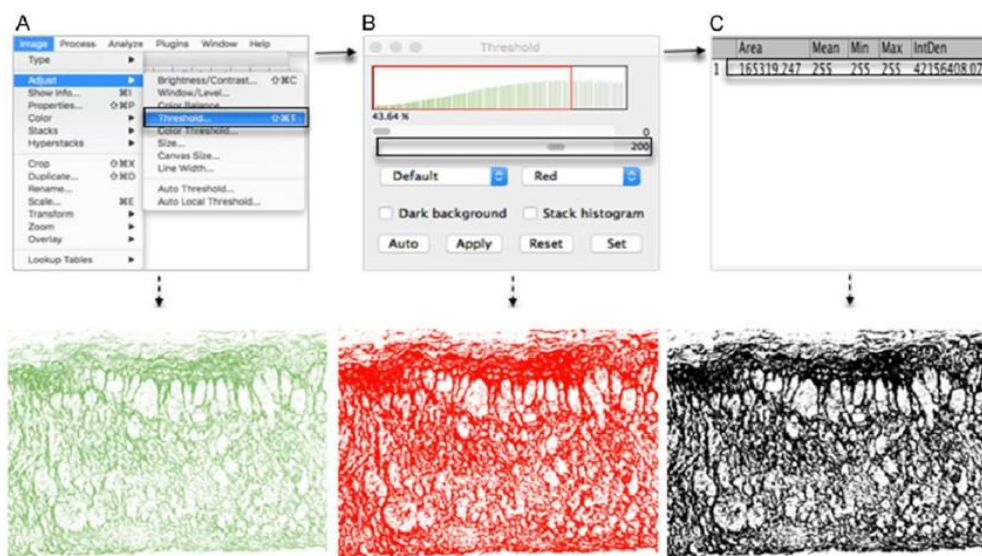 A
Image Process Analyze Plugins Window Help
Type
Adjust
Show Info... ⌘I
Properties... ⇧⌘P
Color
Stacks
Hyperstacks
Crop ⇧⌘X
Duplicate... ⇧⌘D
Rename...
Scale... ⌘E
Transform
Zoom
Overlay
Lookup Tables
Brightness/Contrast... ⇧⌘C
Window/Level...
Color Balance...
Threshold... ⇧⌘T
Color Threshold...
Size...
Canvas Size...
Line Width...
Auto Threshold...
Auto Local Threshold...
B
Threshold
43.64 %
0
200
Default Red
Dark background Stack histogram
Auto Apply Reset Set
C
Area Mean Min Max IntDen
1 165319.247 255 255 255 42156408.07